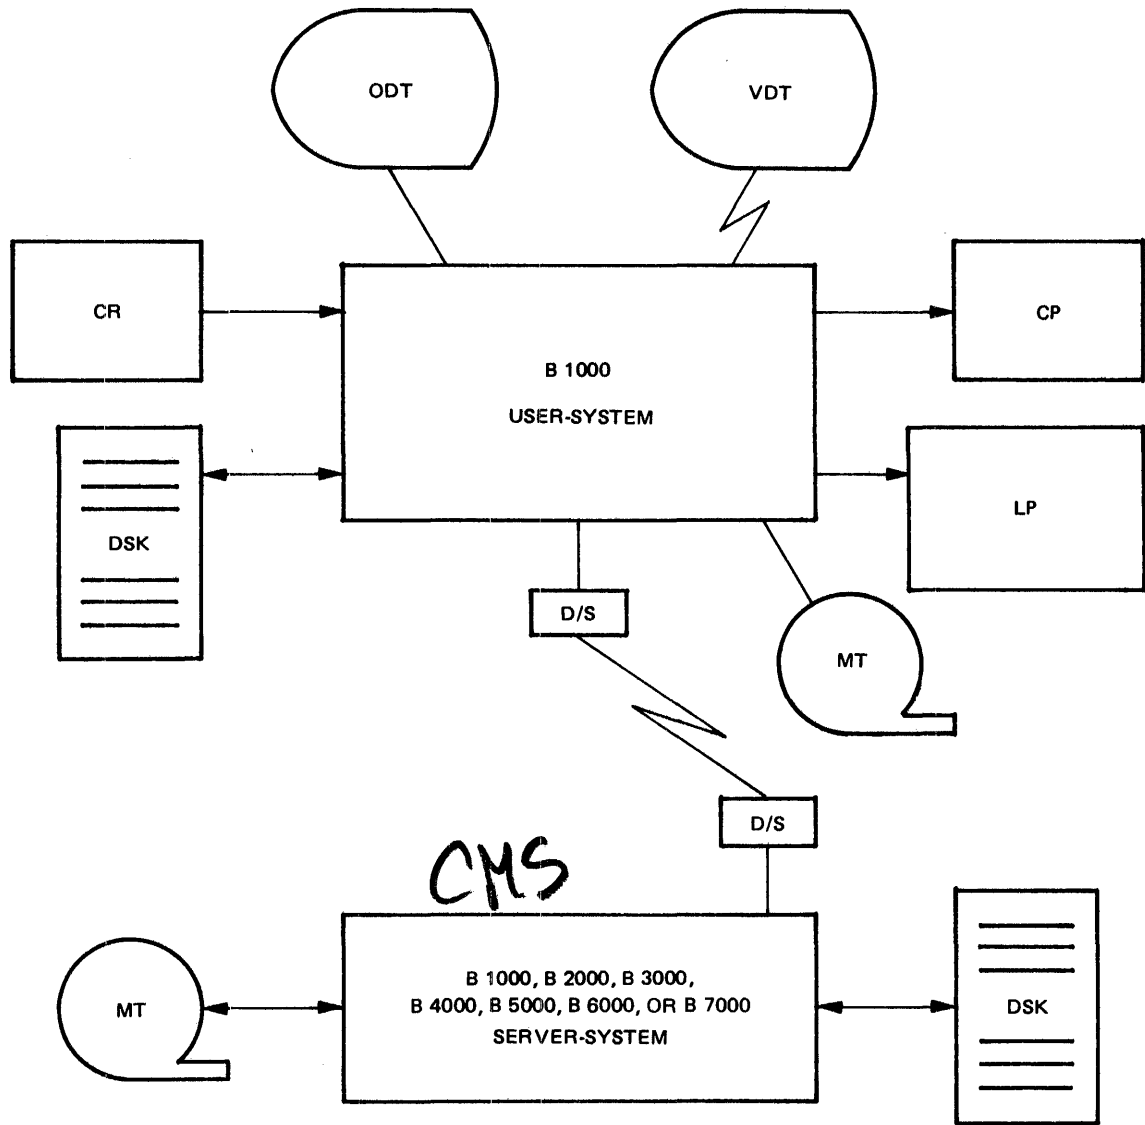 ODT
VDT
CR
B 1000
USER-SYSTEM
CP
DSK
LP
D/S
MT
D/S
CMS
B 1000, B 2000, B 3000,
B 4000, B 5000, B 6000, OR B 7000
SERVER-SYSTEM
MT
DSK